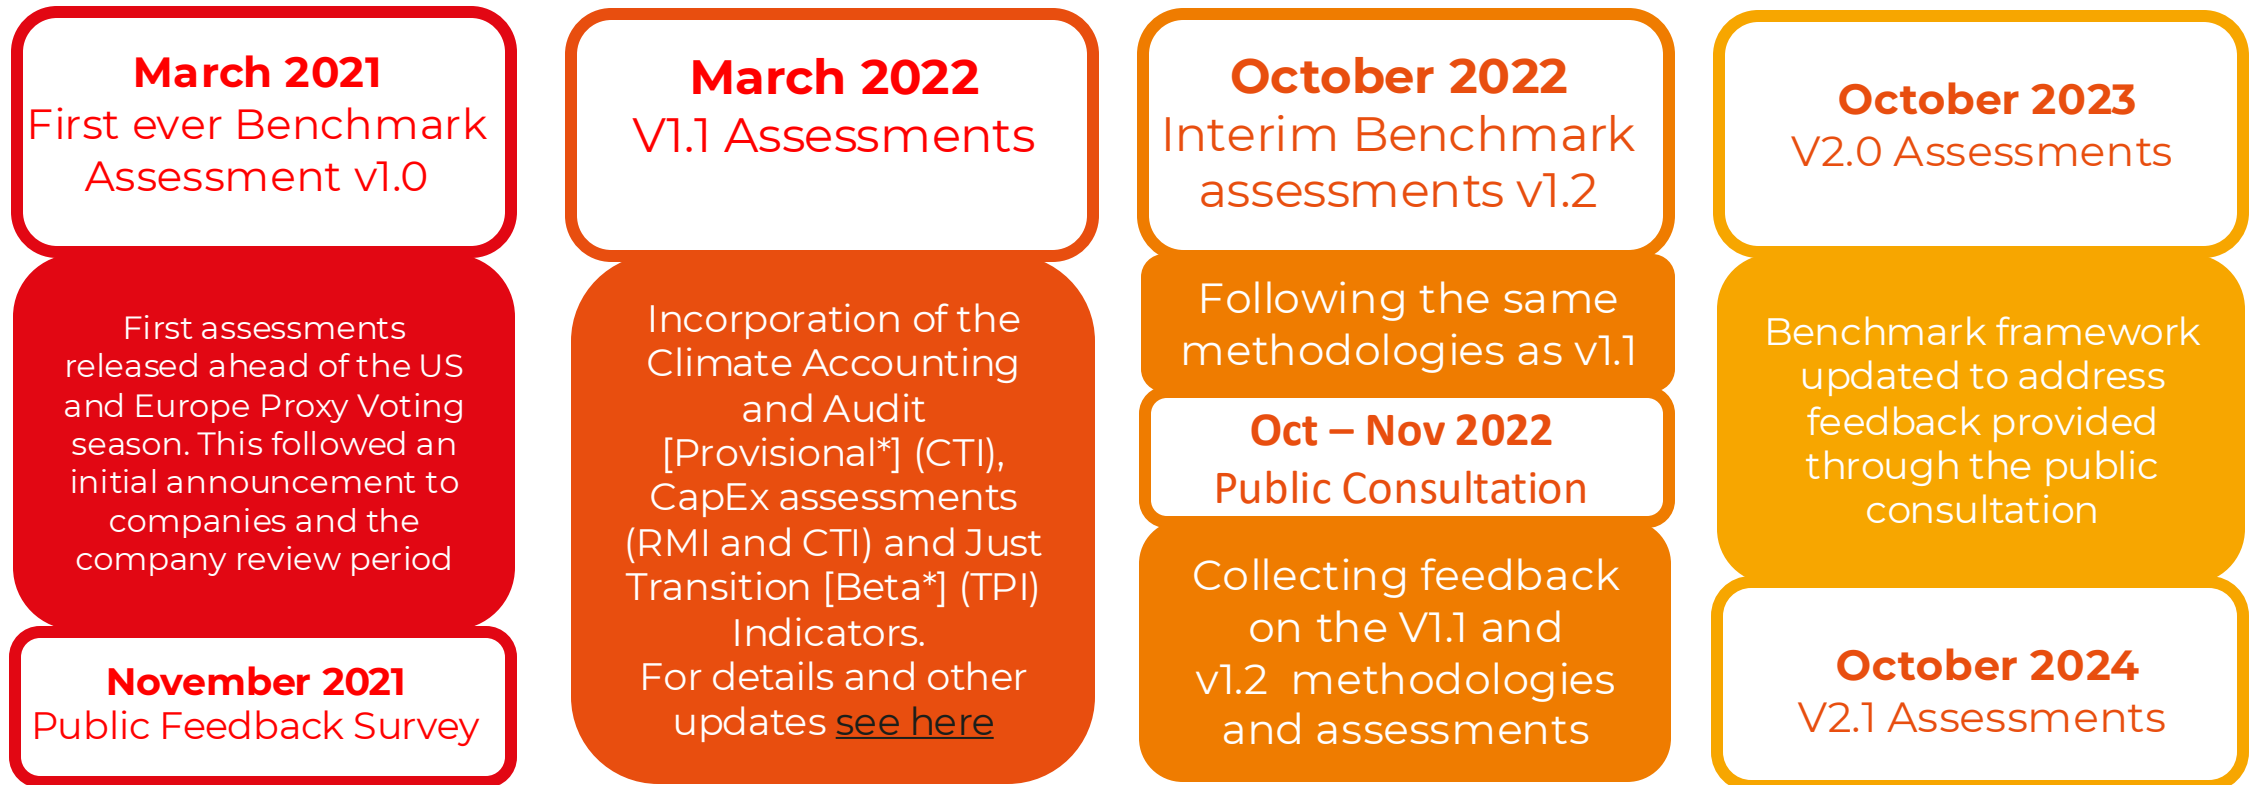 March 2021
First ever Benchmark
Assessment v1.0
First assessments
released ahead of the US
and Europe Proxy Voting
season. This followed an
initial announcement to
companies and the
company review period
November 2021
Public Feedback Survey
March 2022
V1.1 Assessments
Incorporation of the
Climate Accounting
and Audit
[Provisional*] (CTI),
CapEx assessments
(RMI and CTI) and Just
Transition [Beta*] (TPI)
Indicators.
For details and other
updates see here
October 2022
Interim Benchmark
assessments v1.2
Following the same
methodologies as v1.1
Oct – Nov 2022
Public Consultation
Collecting feedback
on the V1.1 and
v1.2 methodologies
and assessments
October 2023
V2.0 Assessments
Benchmark framework
updated to address
feedback provided
through the public
consultation
October 2024
V2.1 Assessments